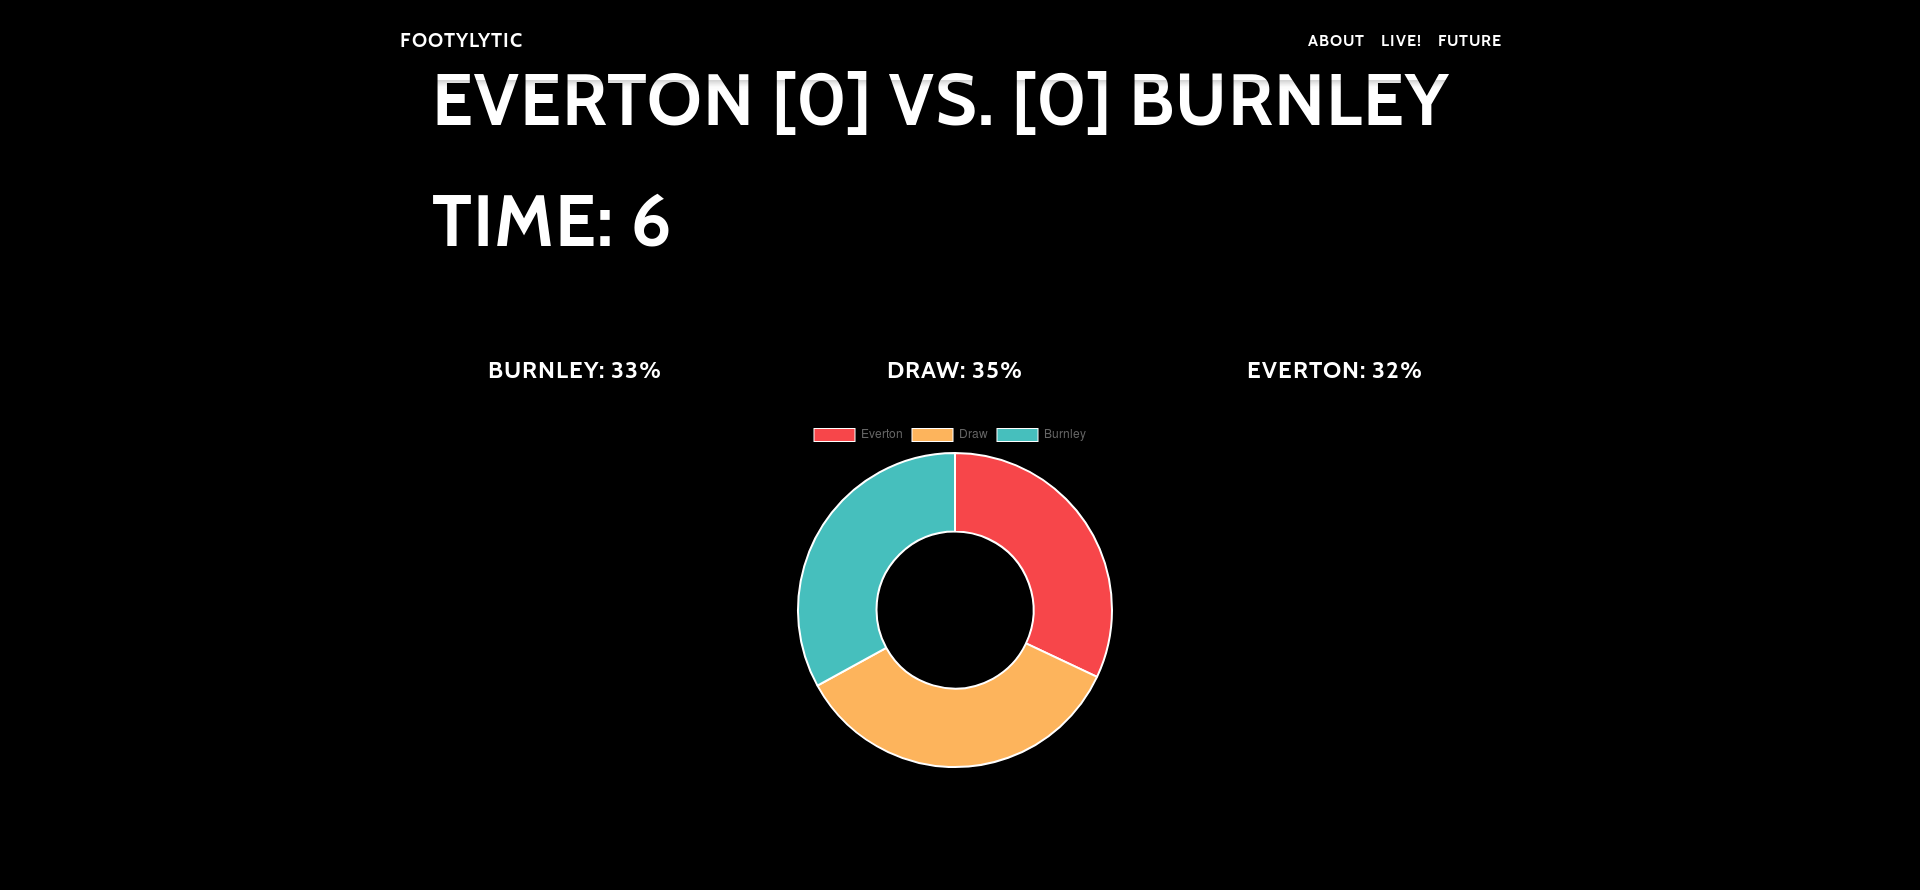 FOOTYLYTIC ABOUT LIVE! FUTURE
EVERTON [0] VS. [0] BURNLEY
TIME: 6
BURNLEY: 33% DRAW: 35% EVERTON: 32%
Everton Draw Burnley